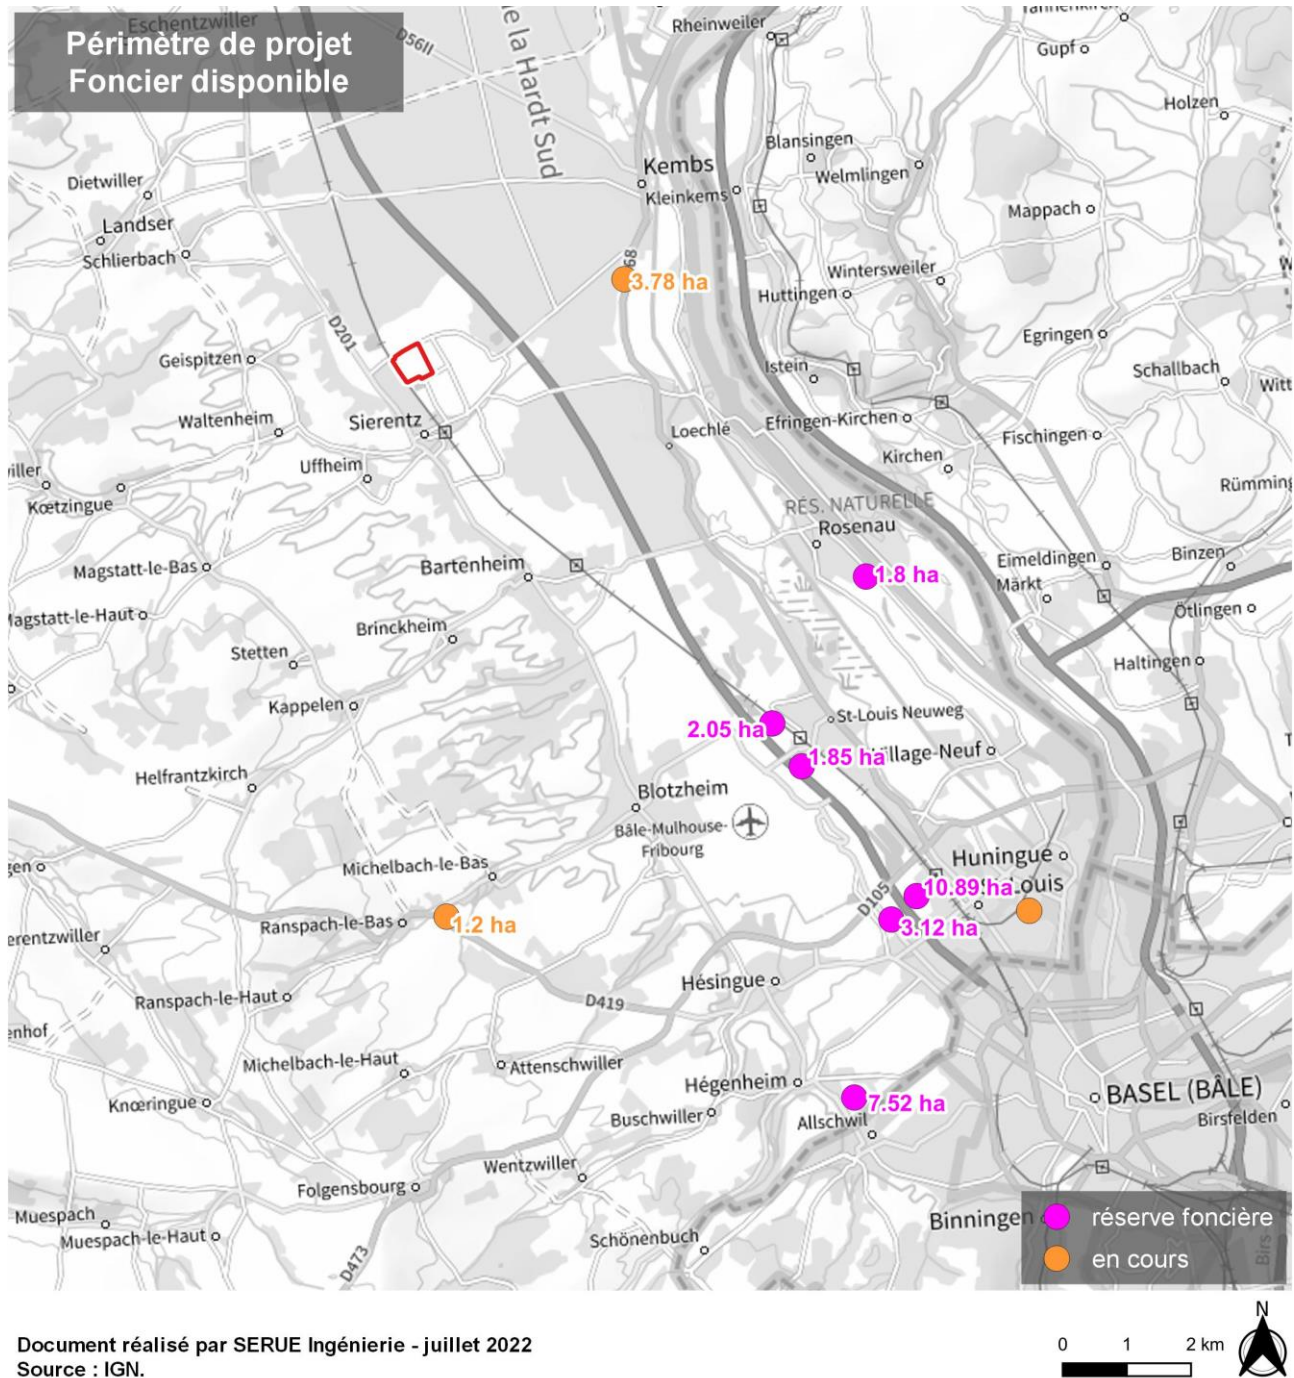 Périmètre de projet
Foncier disponible
Eschentzwiller
D56II
de la Hardt Sud
Rheinweiler
Tannenkirch
Gupf
Holzen
Blansingen
Welmlingen
Kembs
Kleinkems
Mappach
Dietwiller
Landser
Schlierbach
68
3.78 ha
Wintersweiler
Huttingen
Egringen
D201
Geispitzen
Istein
Schallbach
Witt
Waltenheim
Sierentz
Loechlé
Efringen-Kirchen
Fischingen
Uffheim
Kirchen
willer
Kœtzingue
Rümming
RÉS. NATURELLE
Rosenau
Magstatt-le-Bas
Bartenheim
1.8 ha
Eimeldingen
Binzen
Märkt
Magstatt-le-Haut
Ötlingen
Brinckheim
Stetten
Haltingen
Kappelen
St-Louis Neuweg
2.05 ha
1.85 ha
Village-Neuf
Helfrantzkirch
Blotzheim
Bâle-Mulhouse-
Fribourg
Michelbach-le-Bas
Huningue
St-Louis
10.89 ha
D105
3.12 ha
Ranspach-le-Bas
1.2 ha
Hésingue
Ranspach-le-Haut
D419
enhof
Michelbach-le-Haut
Attenschwiller
Hégenheim
7.52 ha
BASEL (BÂLE)
Knœringue
Buschwiller
Allschwil
Birsfelden
Wentzwiller
Folgensbourg
Muespach
Muespach-le-Haut
Schönenbuch
D473
Binningen
Birs
réserve foncière
en cours
Document réalisé par SERUE Ingénierie - juillet 2022
Source : IGN.
0 1 2 km
N